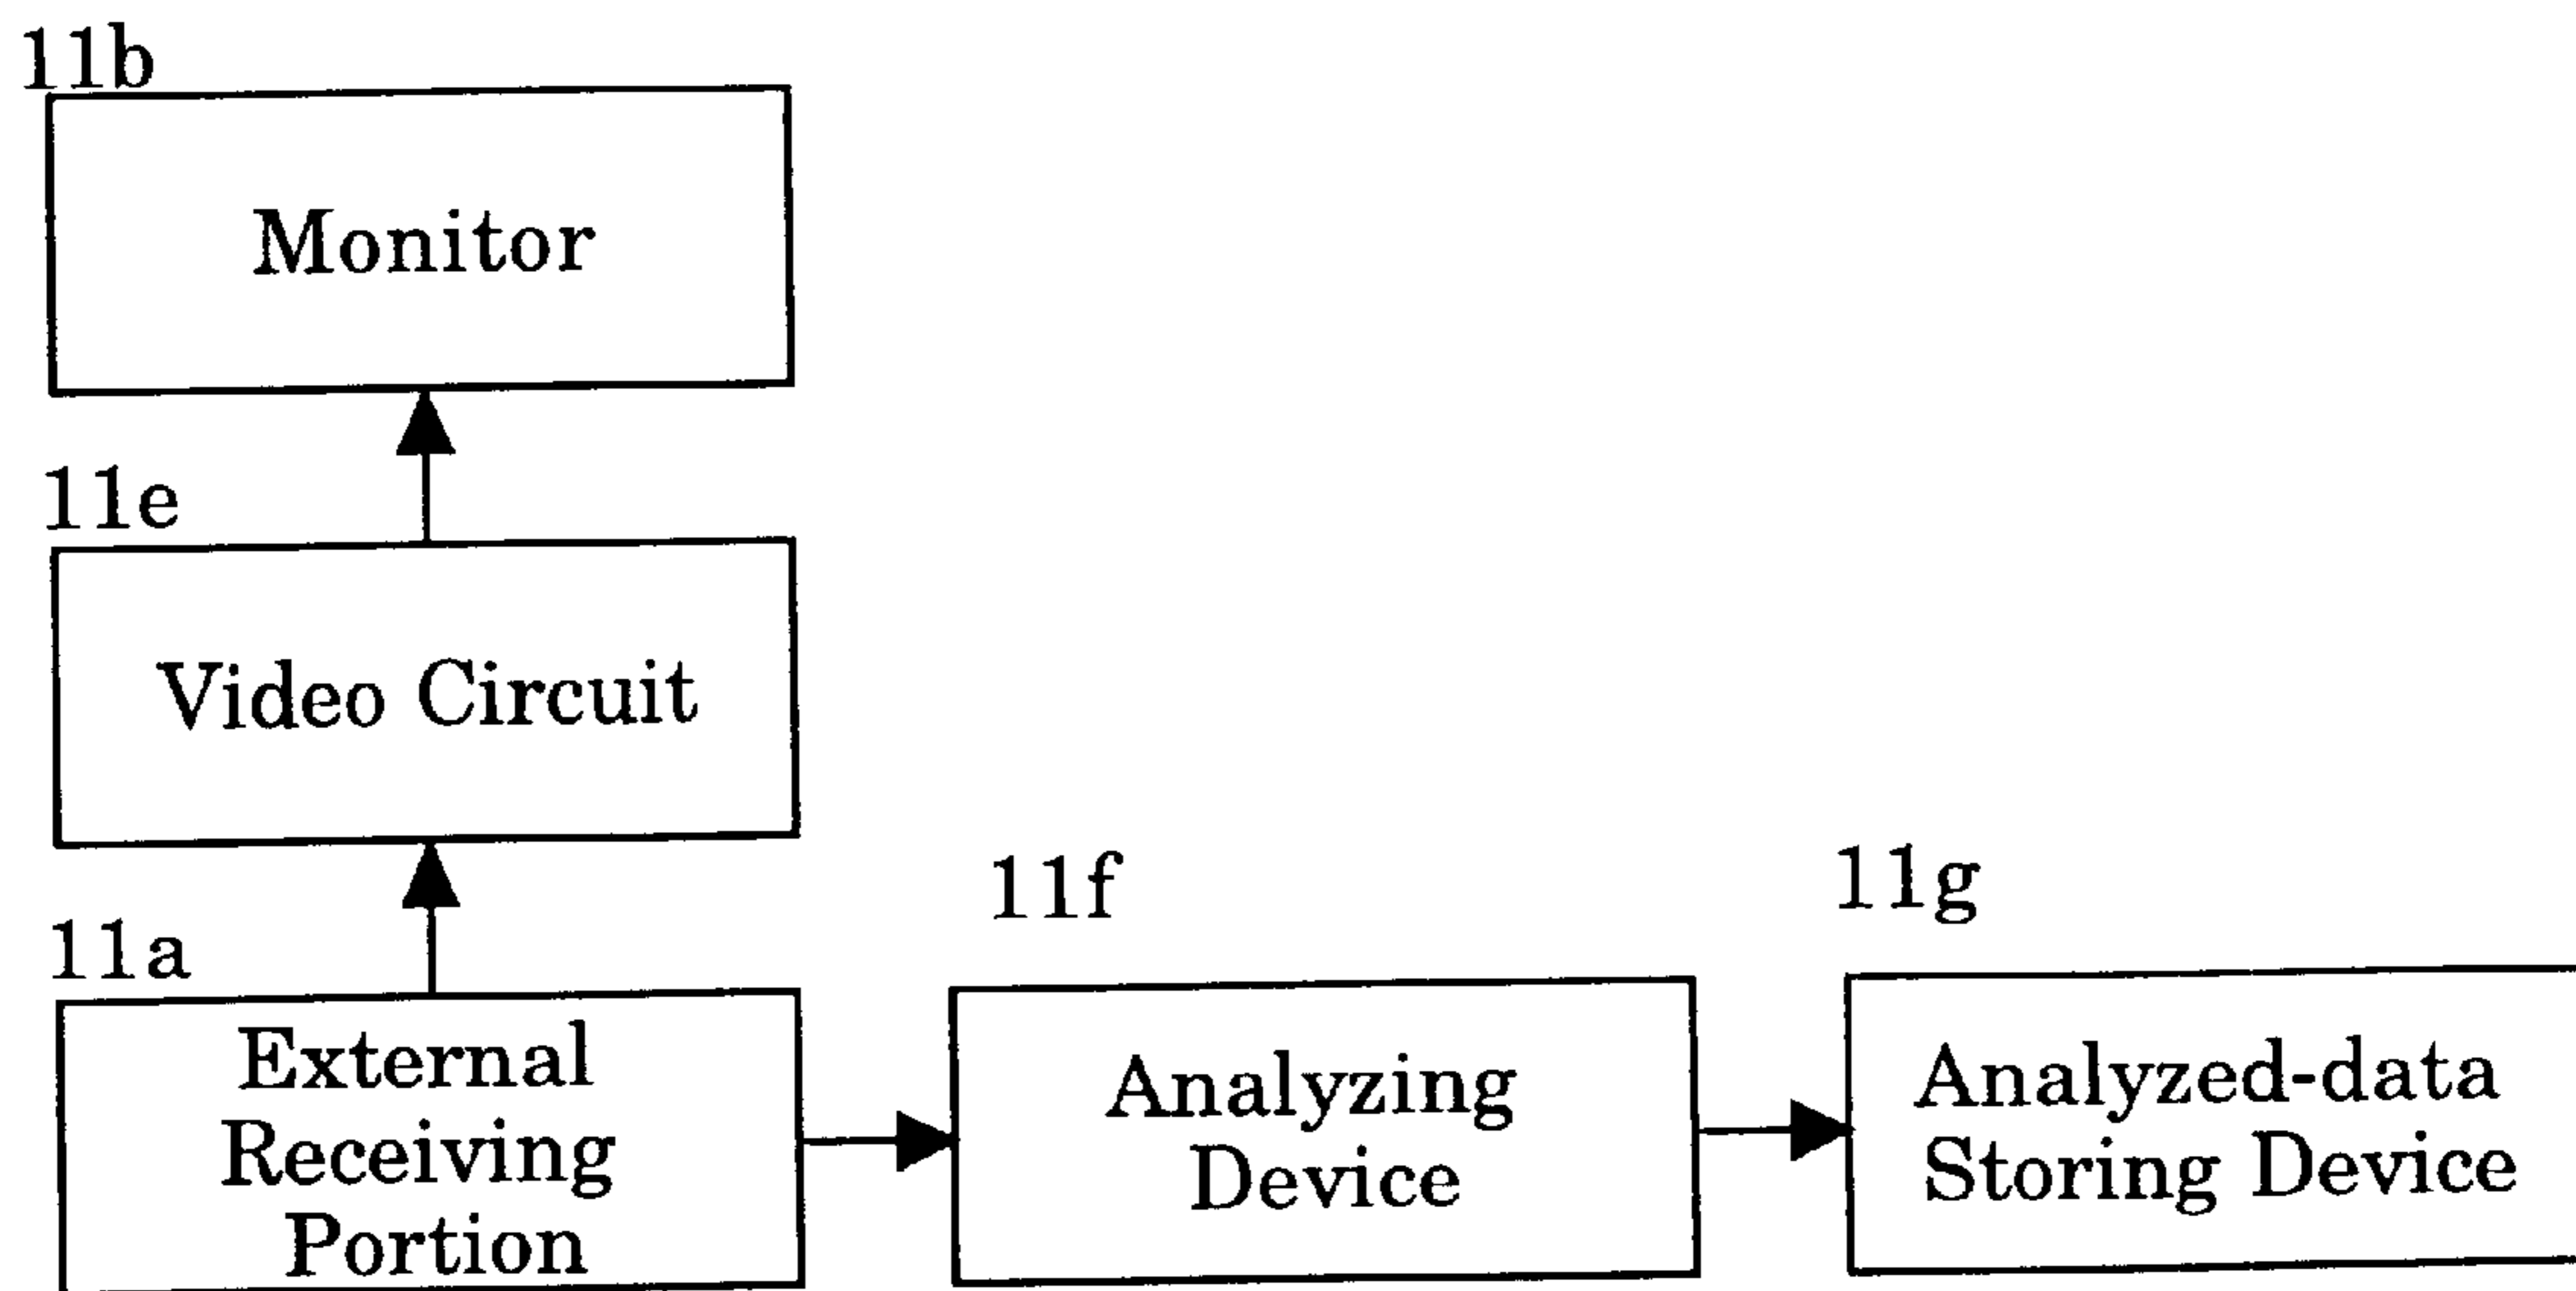 11b
Monitor
11e
Video Circuit
11a
External
Receiving
Portion
11f
Analyzing
Device
11g
Analyzed-data
Storing Device